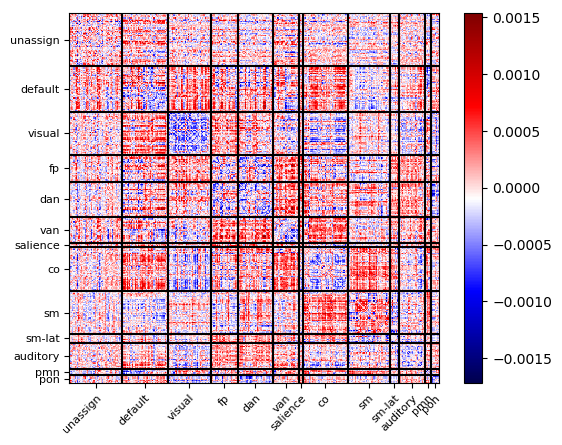 unassign
default
visual
fp
dan
van
salience
co
sm
sm-lat
auditory
pmn
pon
unassign
default
visual
fp
dan
van
salience
co
sm
sm-lat
auditory
pmn
pon
0.0015
0.0010
0.0005
0.0000
−0.0005
−0.0010
−0.0015